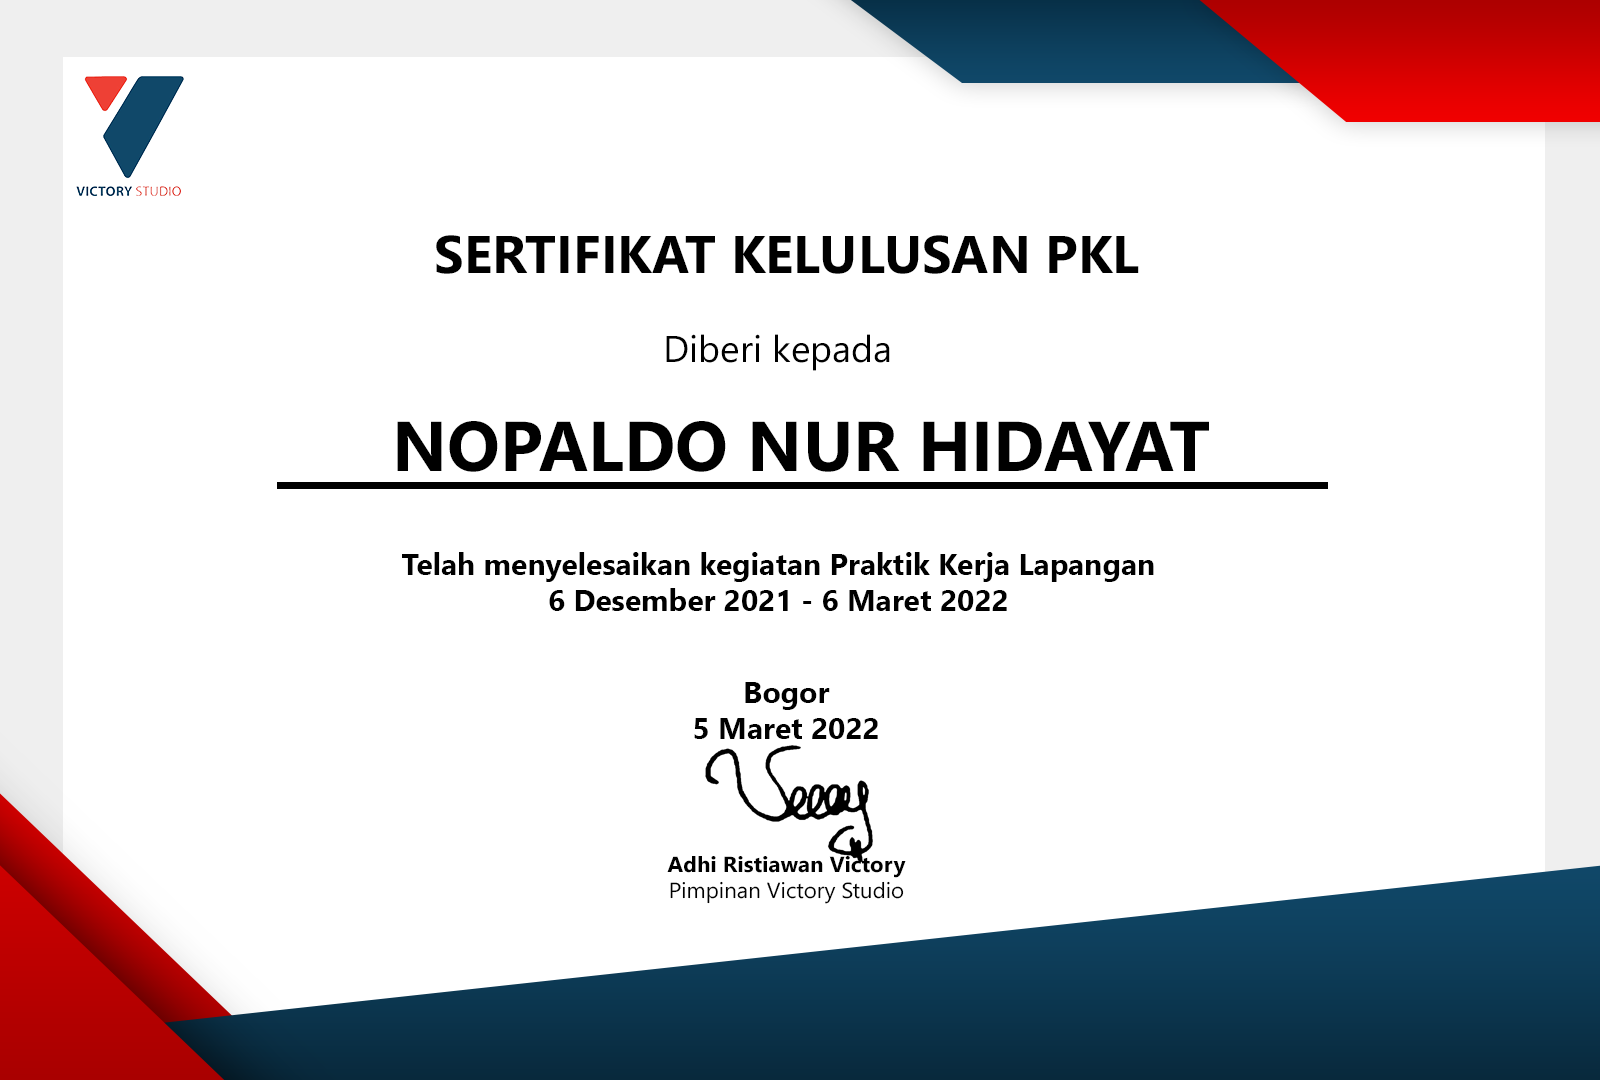 VICTORY STUDIO
SERTIFIKAT KELULUSAN PKL
Diberi kepada
NOPALDO NUR HIDAYAT
Telah menyelesaikan kegiatan Praktik Kerja Lapangan
6 Desember 2021 - 6 Maret 2022
Bogor
5 Maret 2022
Adhi Ristiawan Victory
Pimpinan Victory Studio